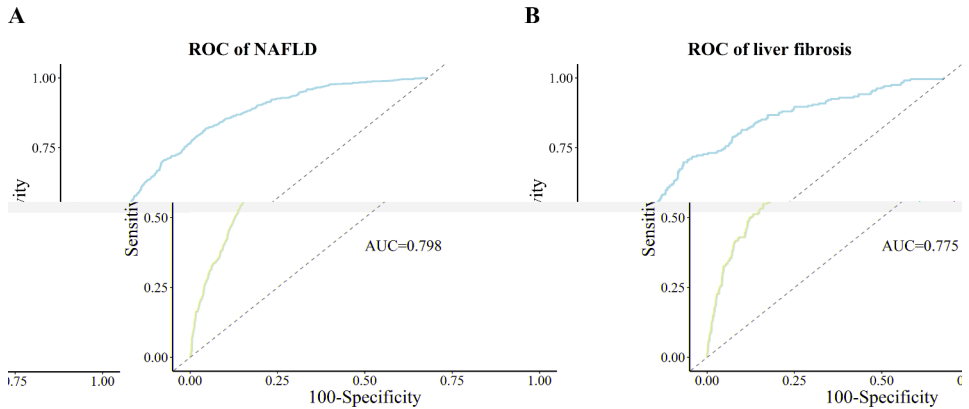 A
B
ROC of NAFLD
ROC of liver fibrosis
1.00
1.00
0.75
0.75
vity
Sensitiv
0.50
AUC=0.798
vity
Sensitiv
0.50
AUC=0.775
0.25
0.25
0.00
0.00
.75
1.00
0.00
0.25
0.50
0.75
1.00
0.00
0.25
0.50
0.
100-Specificity
100-Specificity